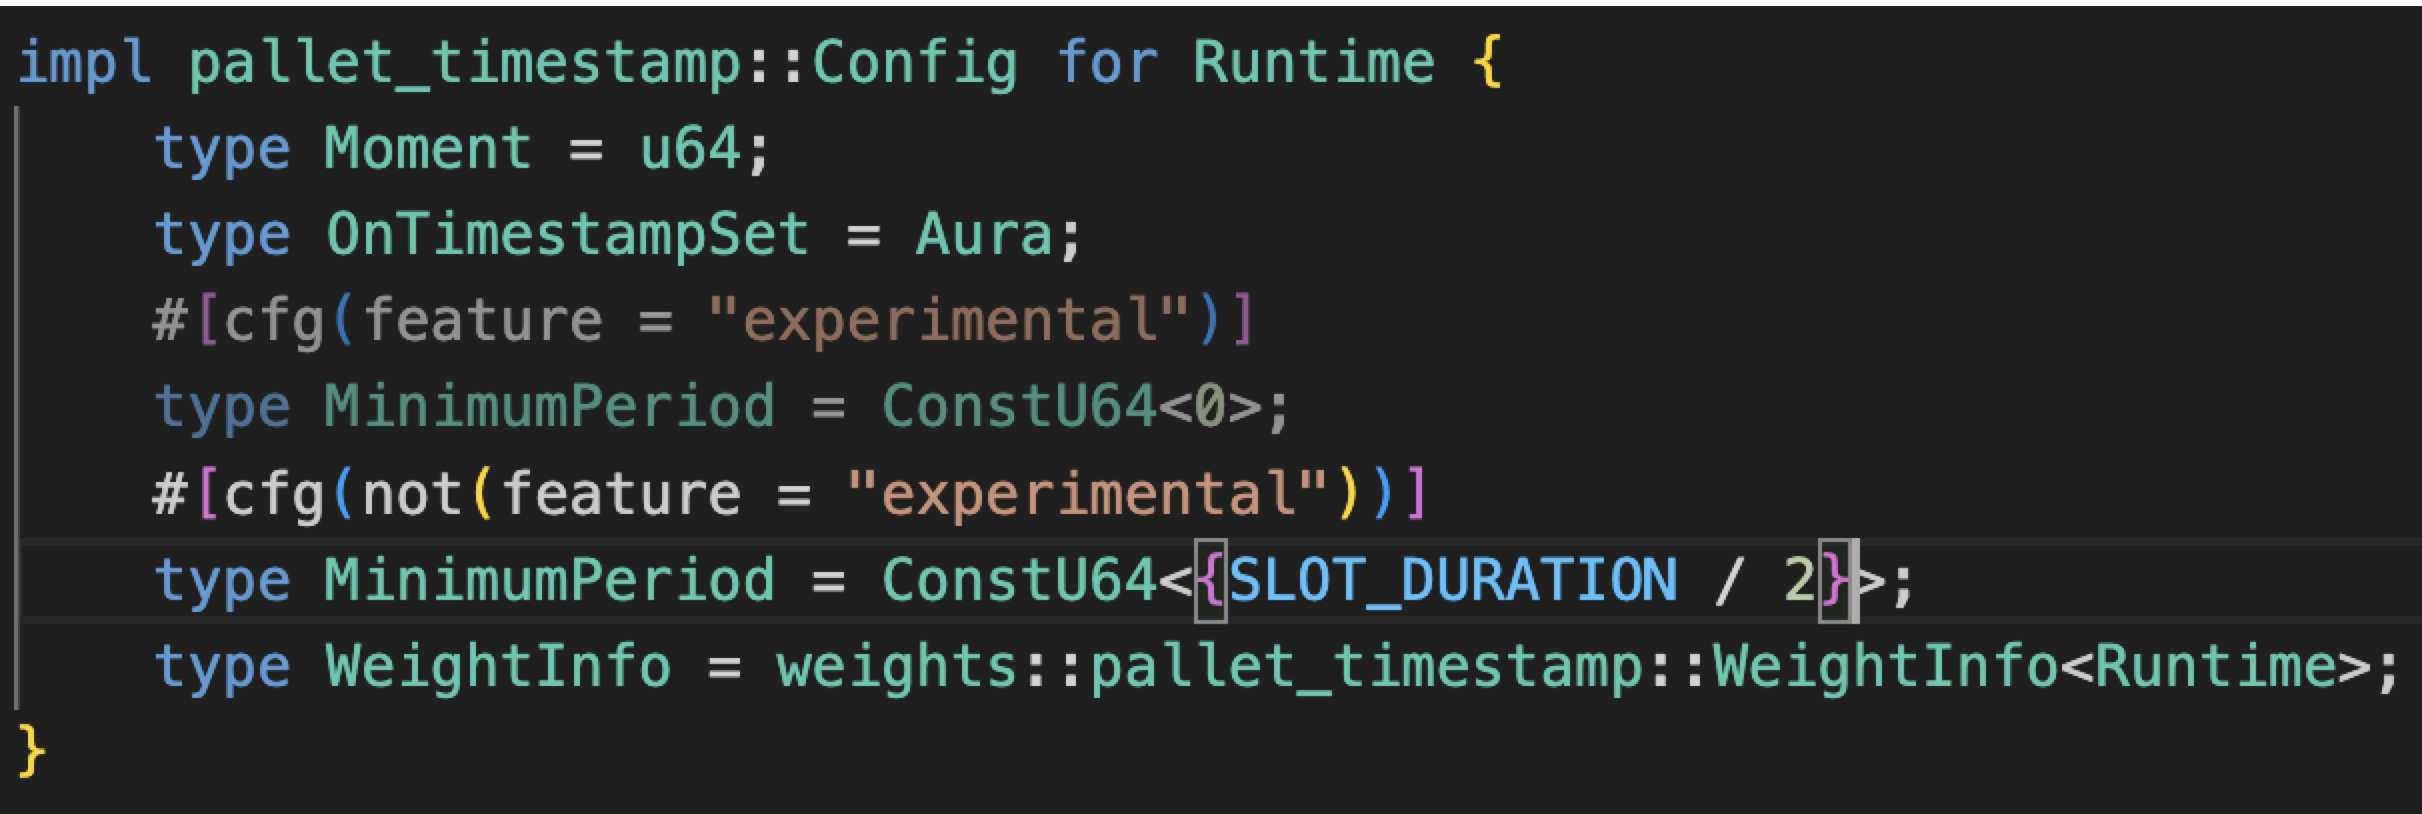 impl pallet_timestamp::Config for Runtime {
    type Moment = u64;
    type OnTimestampSet = Aura;
    #[cfg(feature = "experimental")]
    type MinimumPeriod = ConstU64<0>;
    #[cfg(not(feature = "experimental"))]
    type MinimumPeriod = ConstU64<{SLOT_DURATION / 2}>;
    type WeightInfo = weights::pallet_timestamp::WeightInfo<Runtime>;
}